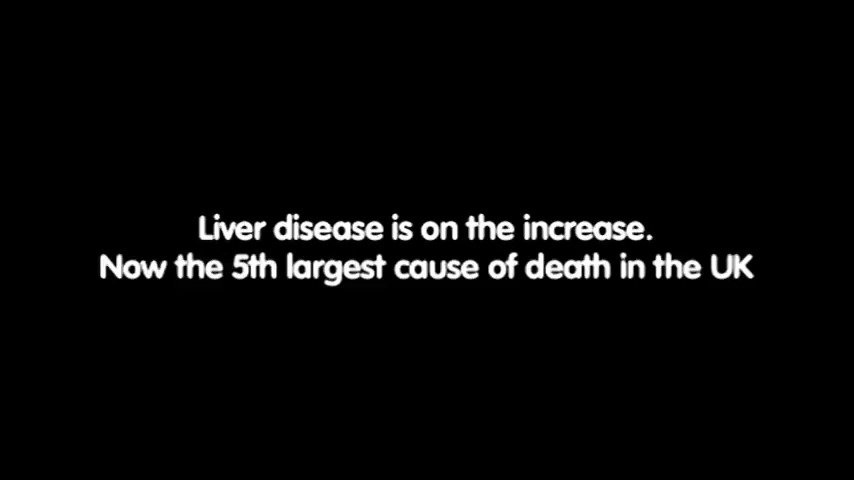 Liver disease is on the increase.
Now the 5th largest cause of death in the UK